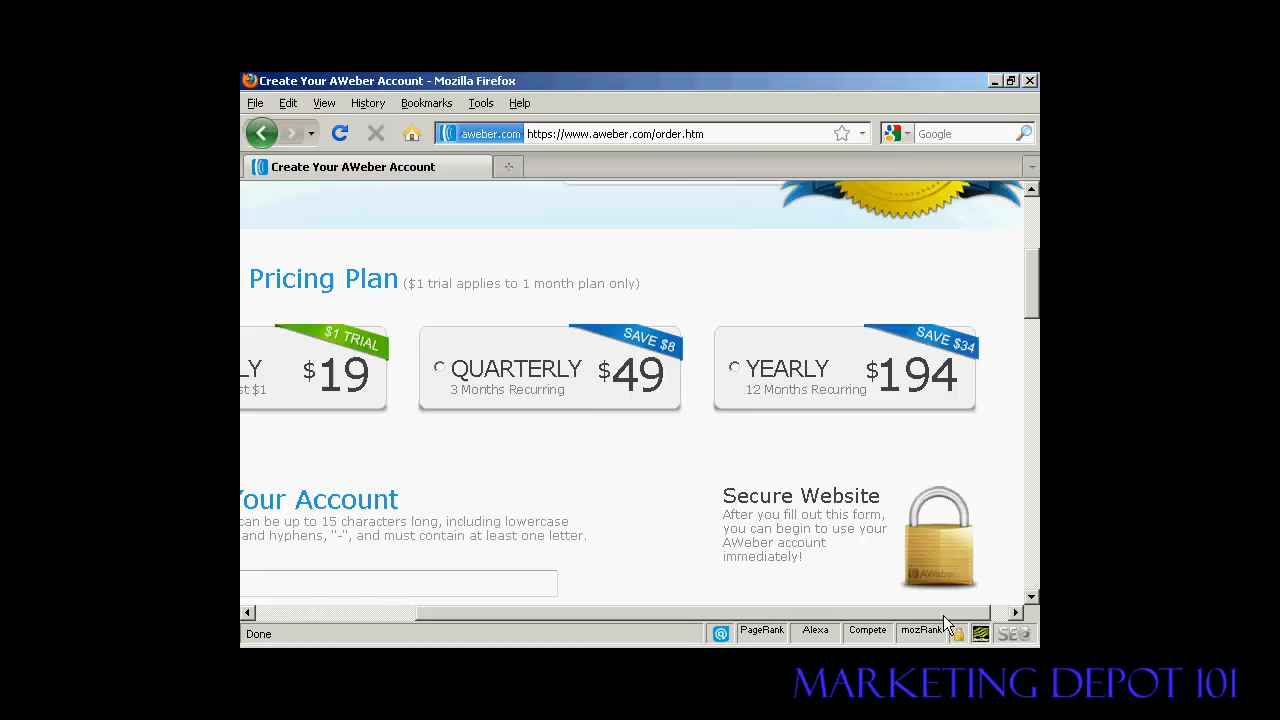 Create Your AWeber Account - Mozilla Firefox
File Edit View History Bookmarks Tools Help
aweber.com https://www.aweber.com/order.htm Google
Create Your AWeber Account
Pricing Plan ($1 trial applies to 1 month plan only)
$1 TRIAL SAVE $8 SAVE $34
LY $19 QUARTERLY $49 YEARLY $194
st $1 3 Months Recurring 12 Months Recurring
Your Account
can be up to 15 characters long, including lowercase
and hyphens, "-", and must contain at least one letter.
Secure Website
After you fill out this form,
you can begin to use your
AWeber account
immediately!
AWeber
Done PageRank Alexa Compete mozRank SEO
MARKETING DEPOT 101